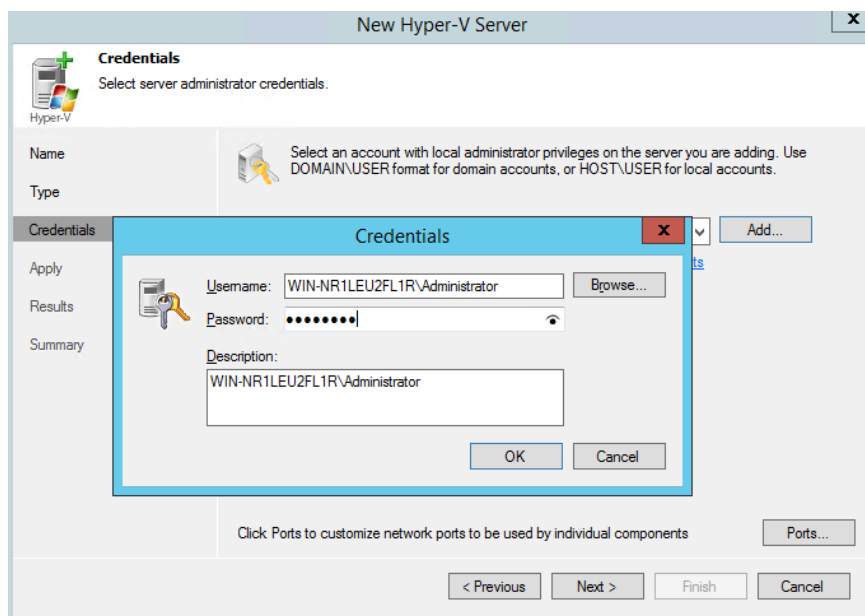 New Hyper-V Server
X
Credentials
Select server administrator credentials.
Hyper-V
Name
Type
Credentials
Apply
Results
Summary
Select an account with local administrator privileges on the server you are adding. Use
DOMAIN\USER format for domain accounts, or HOST\USER for local accounts.
Add...
ts
Credentials
X
Username:
WIN-NR1LEU2FL1R\Administrator
Browse...
Password:
●●●●●●●●
Description:
WIN-NR1LEU2FL1R\Administrator
OK
Cancel
Click Ports to customize network ports to be used by individual components
Ports...
< Previous
Next >
Finish
Cancel